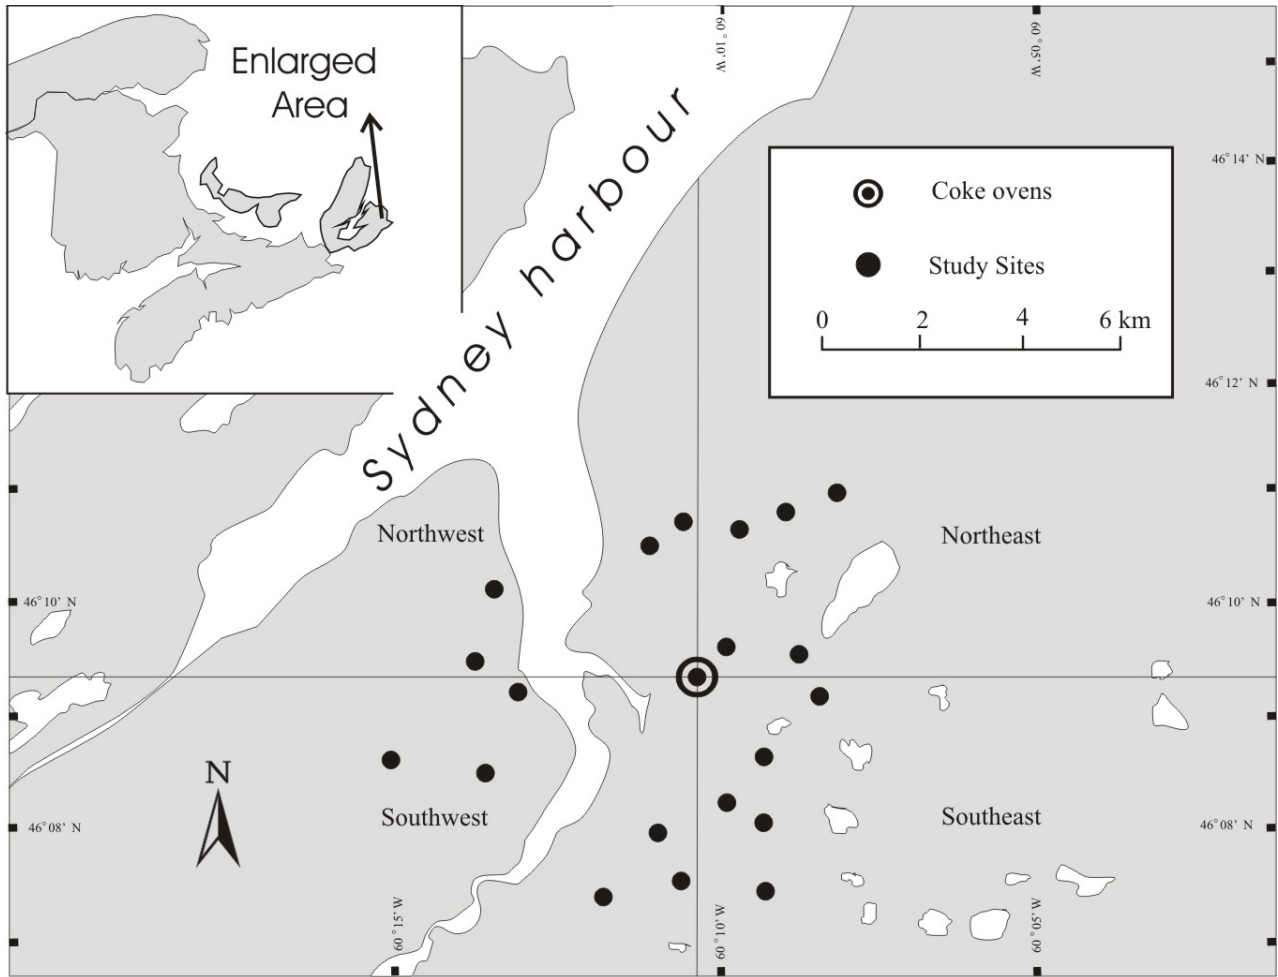 Enlarged
Area
60° 10' W
60° 05' W
Sydney harbour
46° 14' N
Coke ovens
Study Sites
0 2 4 6 km
46° 12' N
Northwest
Northeast
46° 10' N
46° 10' N
N
Southwest
Southeast
46° 08' N
46° 08' N
60° 15' W
60° 10' W
60° 05' W